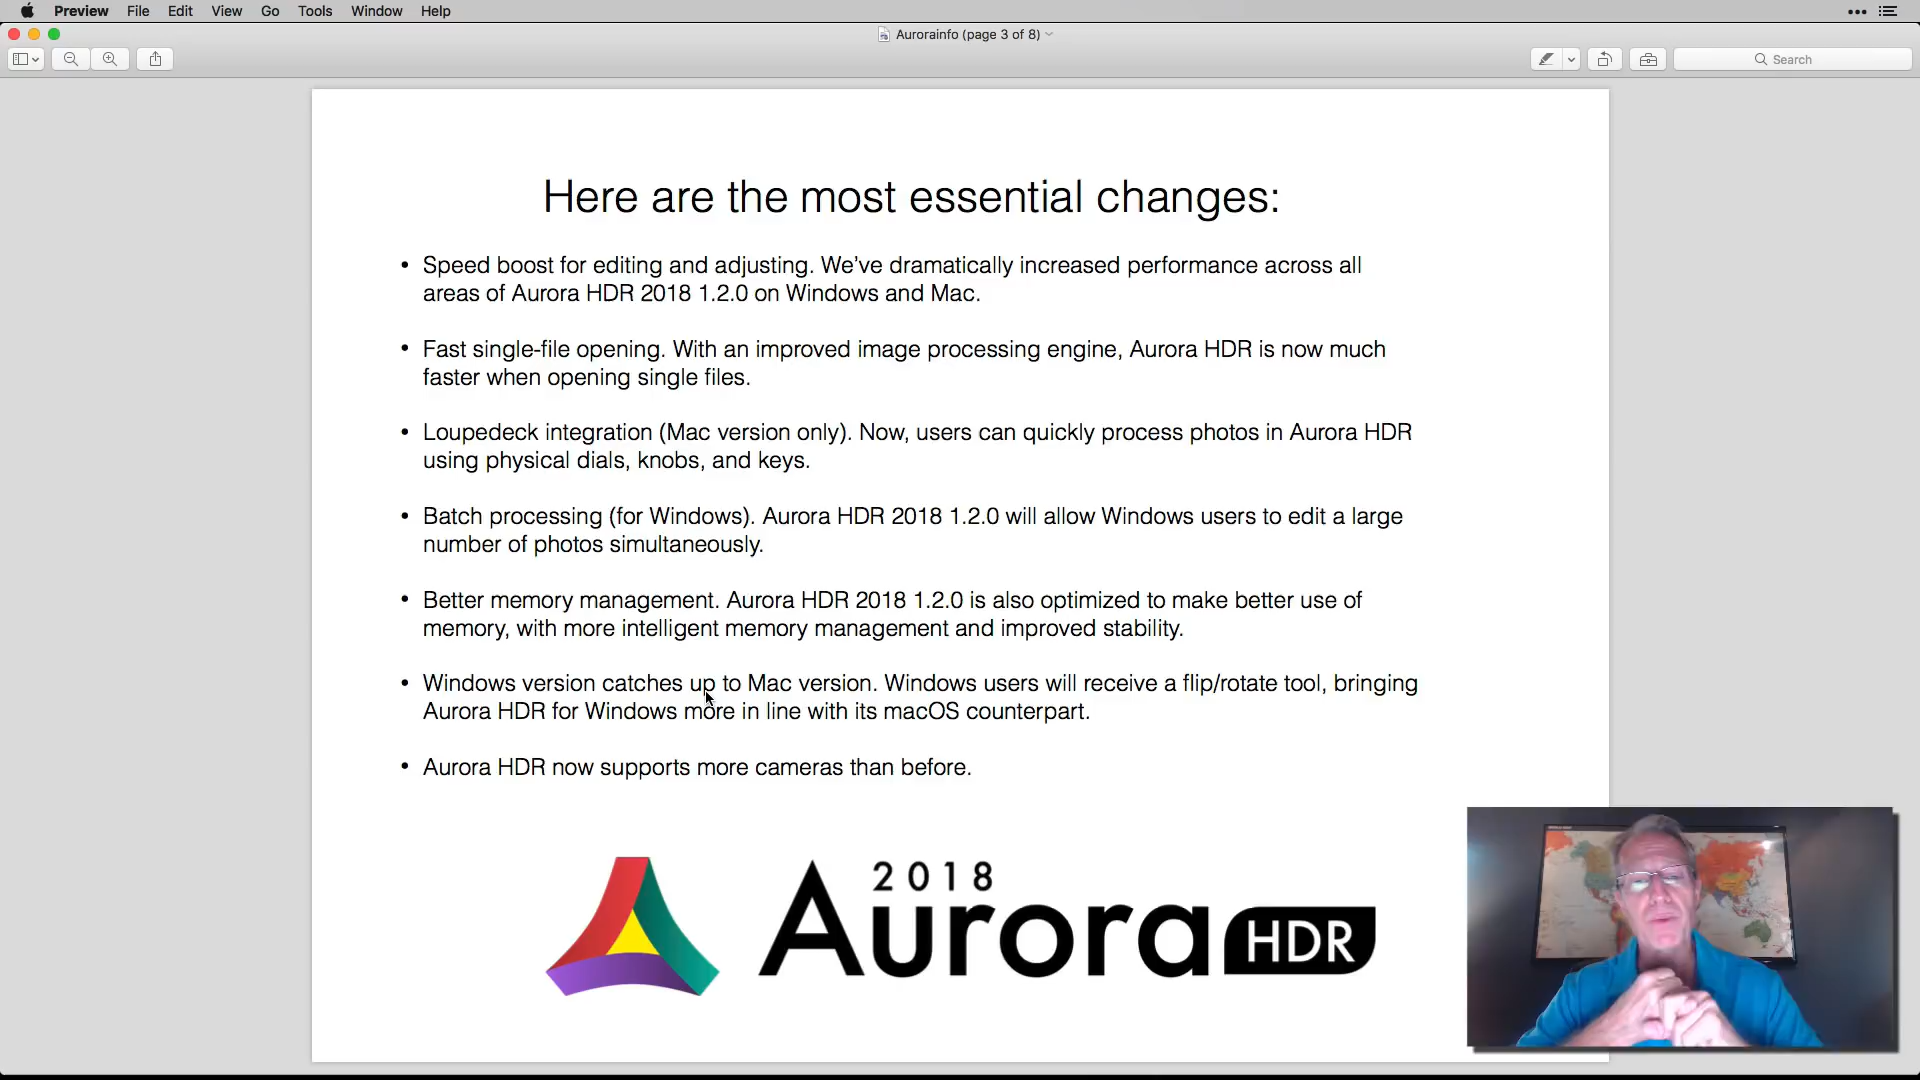 Preview File Edit View Go Tools Window Help
Aurorainfo (page 3 of 8)
Search
Here are the most essential changes:
• Speed boost for editing and adjusting. We’ve dramatically increased performance across all
areas of Aurora HDR 2018 1.2.0 on Windows and Mac.
• Fast single-file opening. With an improved image processing engine, Aurora HDR is now much
faster when opening single files.
• Loupedeck integration (Mac version only). Now, users can quickly process photos in Aurora HDR
using physical dials, knobs, and keys.
• Batch processing (for Windows). Aurora HDR 2018 1.2.0 will allow Windows users to edit a large
number of photos simultaneously.
• Better memory management. Aurora HDR 2018 1.2.0 is also optimized to make better use of
memory, with more intelligent memory management and improved stability.
• Windows version catches up to Mac version. Windows users will receive a flip/rotate tool, bringing
Aurora HDR for Windows more in line with its macOS counterpart.
• Aurora HDR now supports more cameras than before.
2018
Aurora HDR